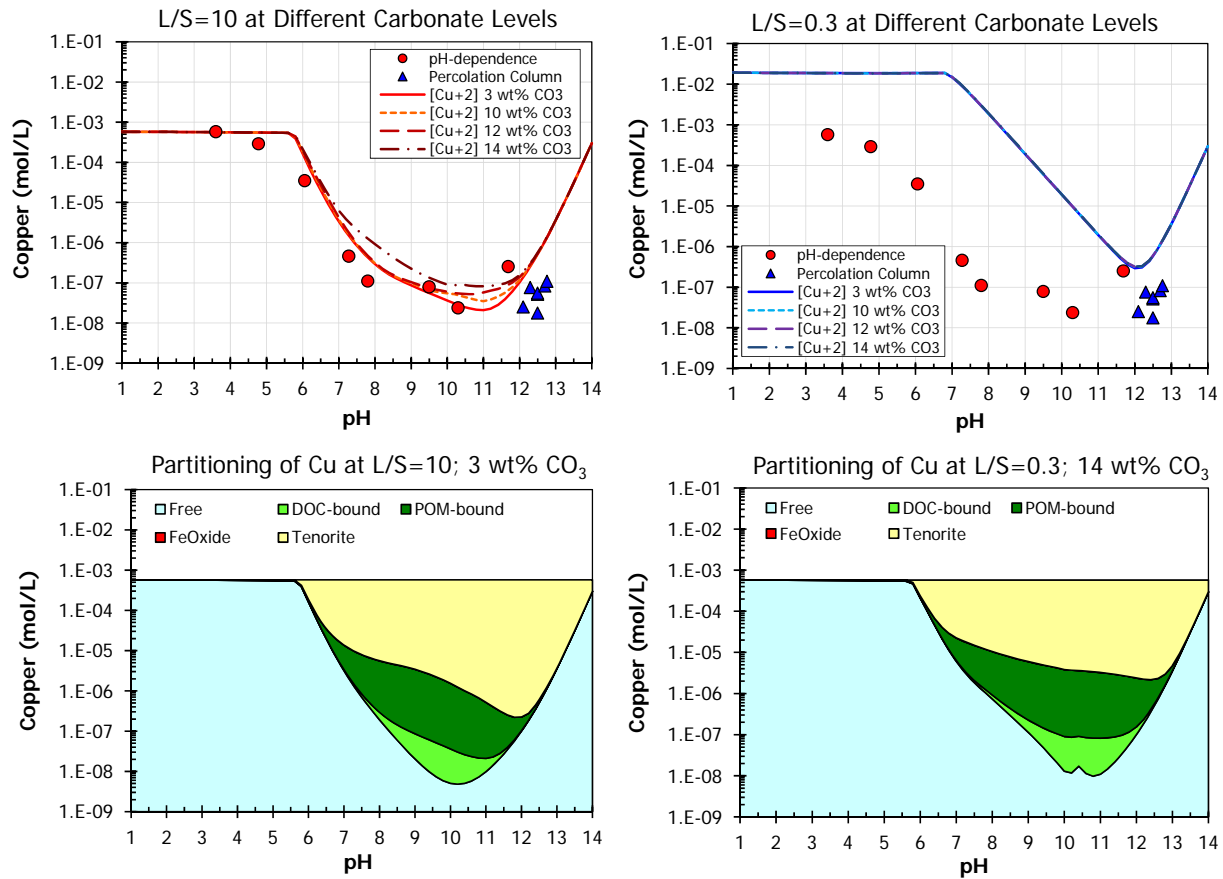 L/S=10 at Different Carbonate Levels
1.E-01
1.E-02
1.E-03
1.E-04
1.E-05
1.E-06
1.E-07
1.E-08
1.E-09
Copper (mol/L)
pH-dependence
Percolation Column
[Cu+2] 3 wt% CO3
[Cu+2] 10 wt% CO3
[Cu+2] 12 wt% CO3
[Cu+2] 14 wt% CO3
1 2 3 4 5 6 7 8 9 10 11 12 13 14
pH
L/S=0.3 at Different Carbonate Levels
1.E-01
1.E-02
1.E-03
1.E-04
1.E-05
1.E-06
1.E-07
1.E-08
1.E-09
Copper (mol/L)
pH-dependence
Percolation Column
[Cu+2] 3 wt% CO3
[Cu+2] 10 wt% CO3
[Cu+2] 12 wt% CO3
[Cu+2] 14 wt% CO3
1 2 3 4 5 6 7 8 9 10 11 12 13 14
pH
Partitioning of Cu at L/S=10; 3 wt% CO₃
1.E-01
1.E-02
1.E-03
1.E-04
1.E-05
1.E-06
1.E-07
1.E-08
1.E-09
Copper (mol/L)
Free DOC-bound POM-bound
FeOxide Tenorite
1 2 3 4 5 6 7 8 9 10 11 12 13 14
pH
Partitioning of Cu at L/S=0.3; 14 wt% CO₃
1.E-01
1.E-02
1.E-03
1.E-04
1.E-05
1.E-06
1.E-07
1.E-08
1.E-09
Copper (mol/L)
Free DOC-bound POM-bound
FeOxide Tenorite
1 2 3 4 5 6 7 8 9 10 11 12 13 14
pH